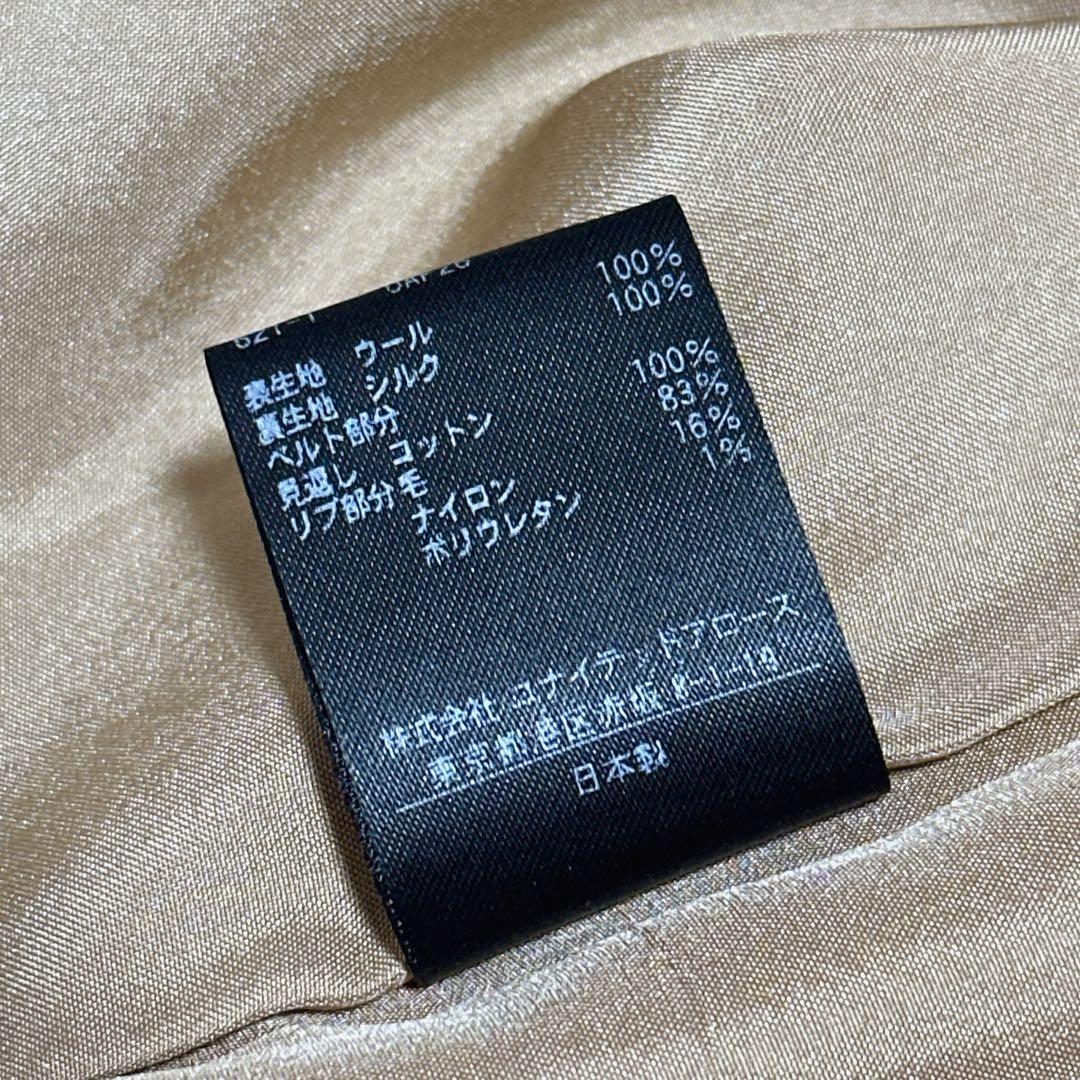 表生地 ウール 100%
裏生地 シルク 100%
ベルト部分
見返し コットン 100%
リブ部分 毛 83%
ナイロン 16%
ポリウレタン 1%
株式会社 ユナイテッドアローズ
東京都港区赤坂8-1-19
日本製